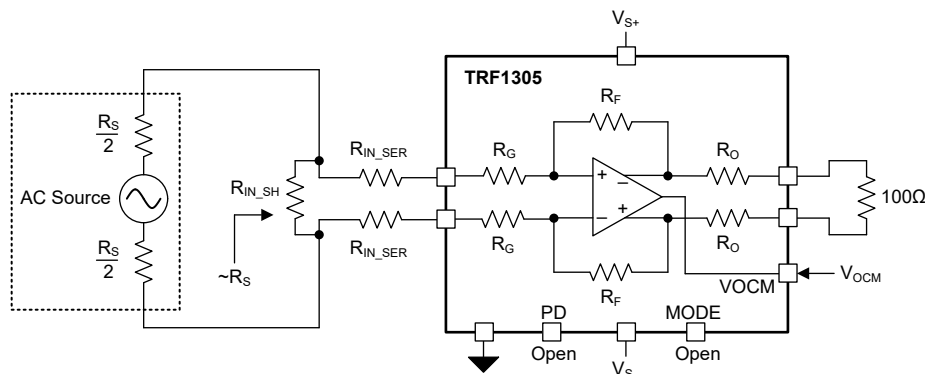 VS+
TRF1305
RF
RS
2
RIN_SER
RG
RO
AC Source
RIN_SH
100Ω
RS
2
RIN_SER
RG
RO
~RS
RF
VOCM
VOCM
PD
MODE
Open
Open
VS-